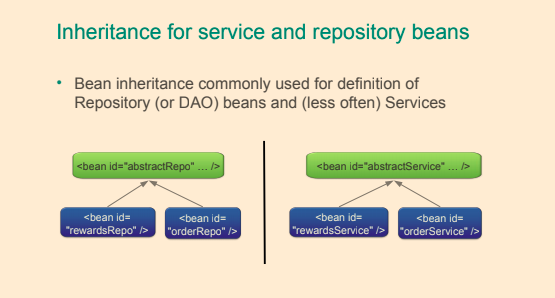 Inheritance for service and repository beans
• Bean inheritance commonly used for definition of
Repository (or DAO) beans and (less often) Services
<bean id="abstractRepo" … />
<bean id=
"rewardsRepo" />
<bean id=
"orderRepo" />
<bean id="abstractService" … />
<bean id=
"rewardsService" />
<bean id=
"orderService" />